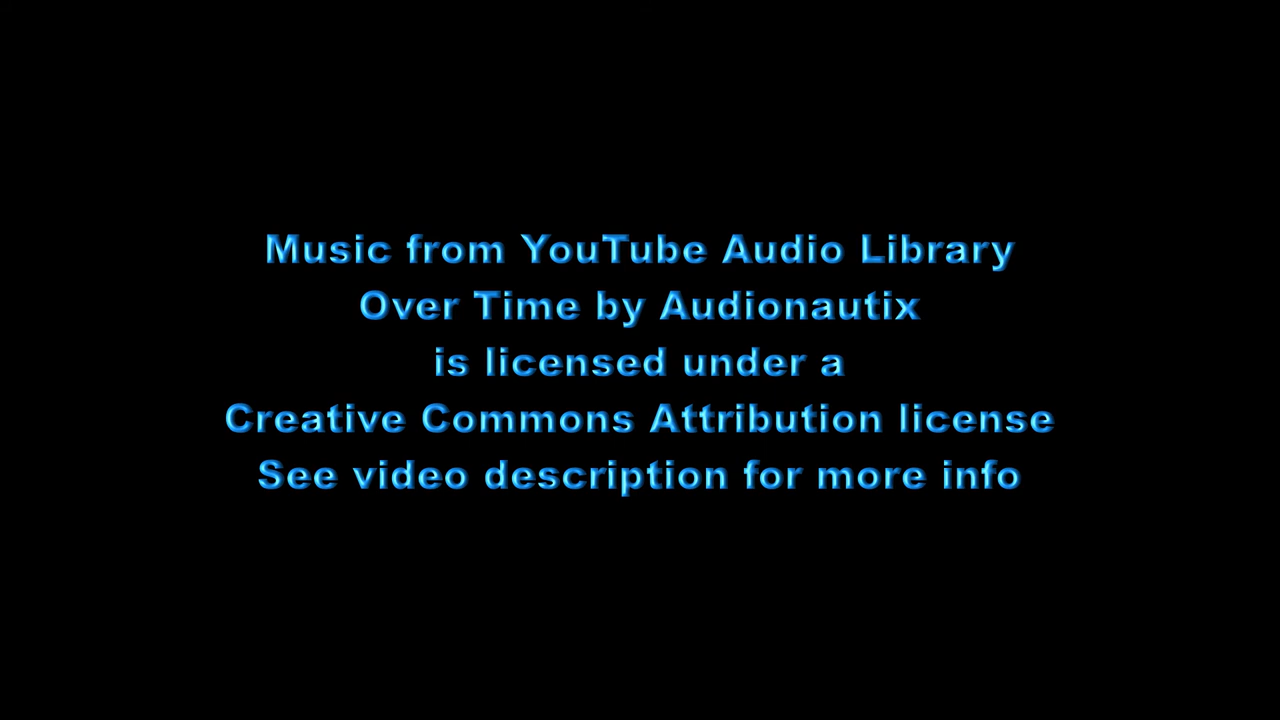 Music from YouTube Audio Library
Over Time by Audionautix
is licensed under a
Creative Commons Attribution license
See video description for more info